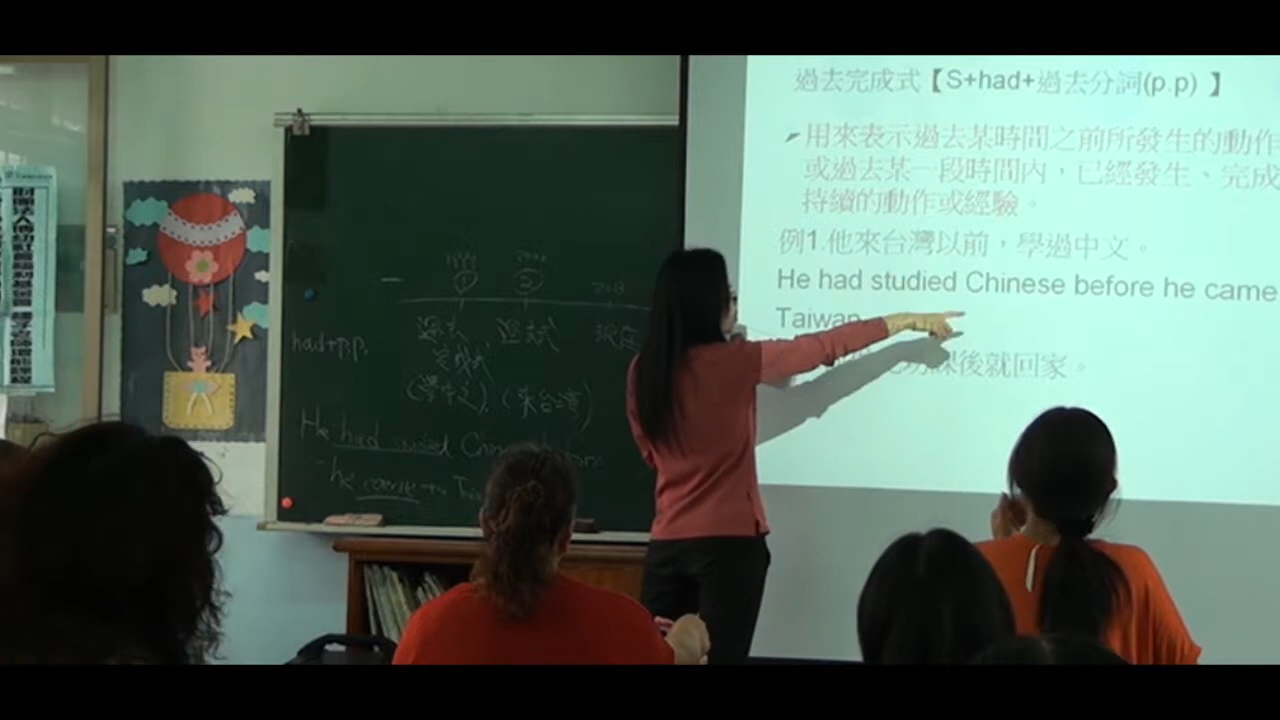 過去完成式【S+had+過去分詞(p.p) 】
用來表示過去某時間之前所發生的動作
或過去某一段時間內，已經發生、完成
持續的動作或經驗。
例1.他來台灣以前，學過中文。
He had studied Chinese before he came
Taiwan
課後就回家。
1 2
had+p.p.
過去 過去式 現在
完成式
(學中文), (來台灣)
He had studied Chinese before
he came to